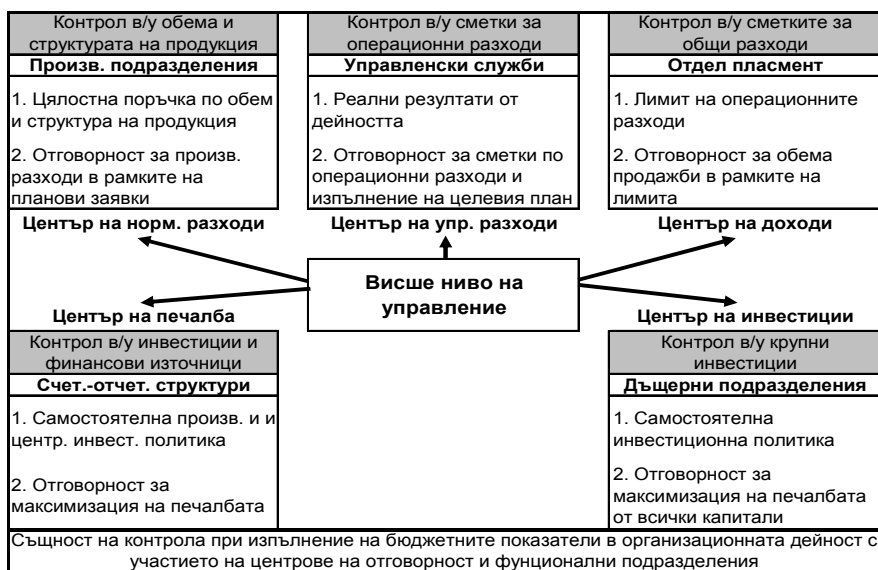 Контрол в/у обема и
структурата на продукция
Произв. подразделения
1. Цялостна поръчка по обем
и структура на продукция
2. Отговорност за произв.
разходи в рамките на
планови заявки
Център на норм. разходи
Контрол в/у сметки за
операционни разходи
Управленски служби
1. Реални резултати от
дейността
2. Отговорност за сметки по
операционни разходи и
изпълнение на целевия план
Център на упр. разходи
Контрол в/у сметките за
общи разходи
Отдел пласмент
1. Лимит на операционните
разходи
2. Отговорност за обема
продажби в рамките на
лимита
Център на доходи
Висше ниво на
управление
Център на печалба
Контрол в/у инвестиции и
финансови източници
Счет.-отчет. структури
1. Самостоятелна произв. и и
центр. инвест. политика
2. Отговорност за
максимизация на печалбата
Център на инвестиции
Контрол в/у крупни
инвестиции
Дъщерни подразделения
1. Самостоятелна
инвестиционна политика
2. Отговорност за
максимизация на печалбата
от всички капитали
Същност на контрола при изпълнение на бюджетните показатели в организационната дейност с
участието на центрове на отговорност и фунционални подразделения